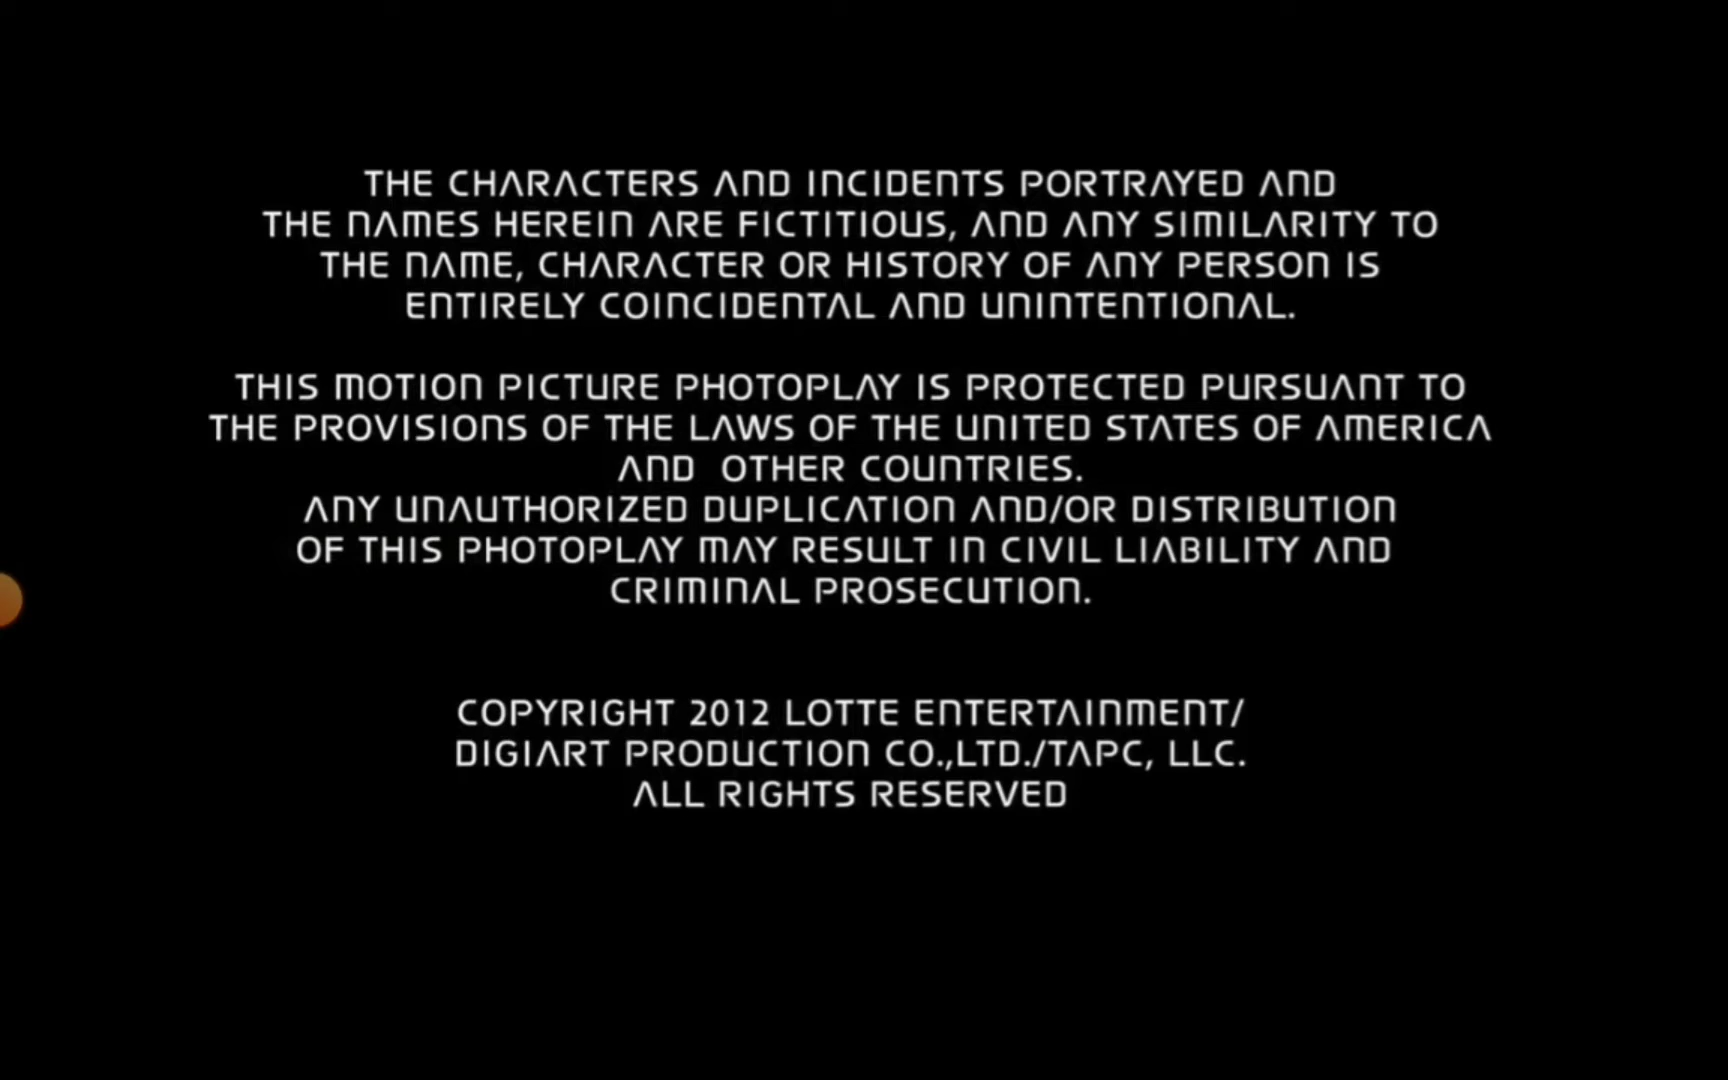 THE CHARACTERS AND INCIDENTS PORTRAYED AND
THE NAMES HEREIN ARE FICTITIOUS, AND ANY SIMILARITY TO
THE NAME, CHARACTER OR HISTORY OF ANY PERSON IS
ENTIRELY COINCIDENTAL AND UNINTENTIONAL.
THIS MOTION PICTURE PHOTOPLAY IS PROTECTED PURSUANT TO
THE PROVISIONS OF THE LAWS OF THE UNITED STATES OF AMERICA
AND OTHER COUNTRIES.
ANY UNAUTHORIZED DUPLICATION AND/OR DISTRIBUTION
OF THIS PHOTOPLAY MAY RESULT IN CIVIL LIABILITY AND
CRIMINAL PROSECUTION.
COPYRIGHT 2012 LOTTE ENTERTAINMENT/
DIGIART PRODUCTION CO.,LTD./TAPC, LLC.
ALL RIGHTS RESERVED